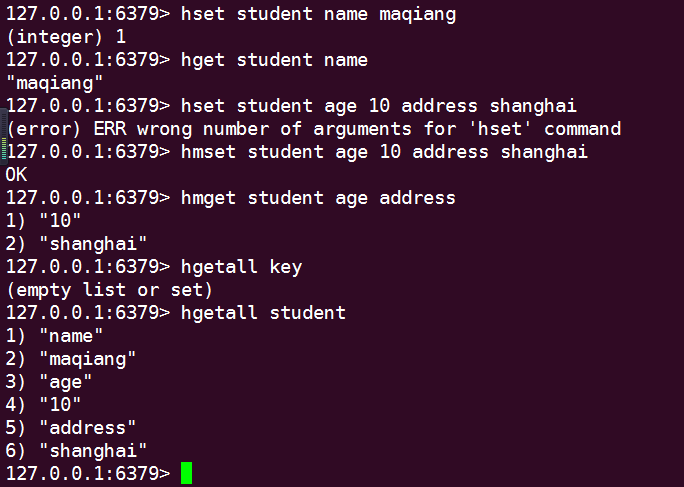 127.0.0.1:6379> hset student name maqiang
(integer) 1
127.0.0.1:6379> hget student name
"maqiang"
127.0.0.1:6379> hset student age 10 address shanghai
(error) ERR wrong number of arguments for 'hset' command
127.0.0.1:6379> hmset student age 10 address shanghai
OK
127.0.0.1:6379> hmget student age address
1) "10"
2) "shanghai"
127.0.0.1:6379> hgetall key
(empty list or set)
127.0.0.1:6379> hgetall student
1) "name"
2) "maqiang"
3) "age"
4) "10"
5) "address"
6) "shanghai"
127.0.0.1:6379>